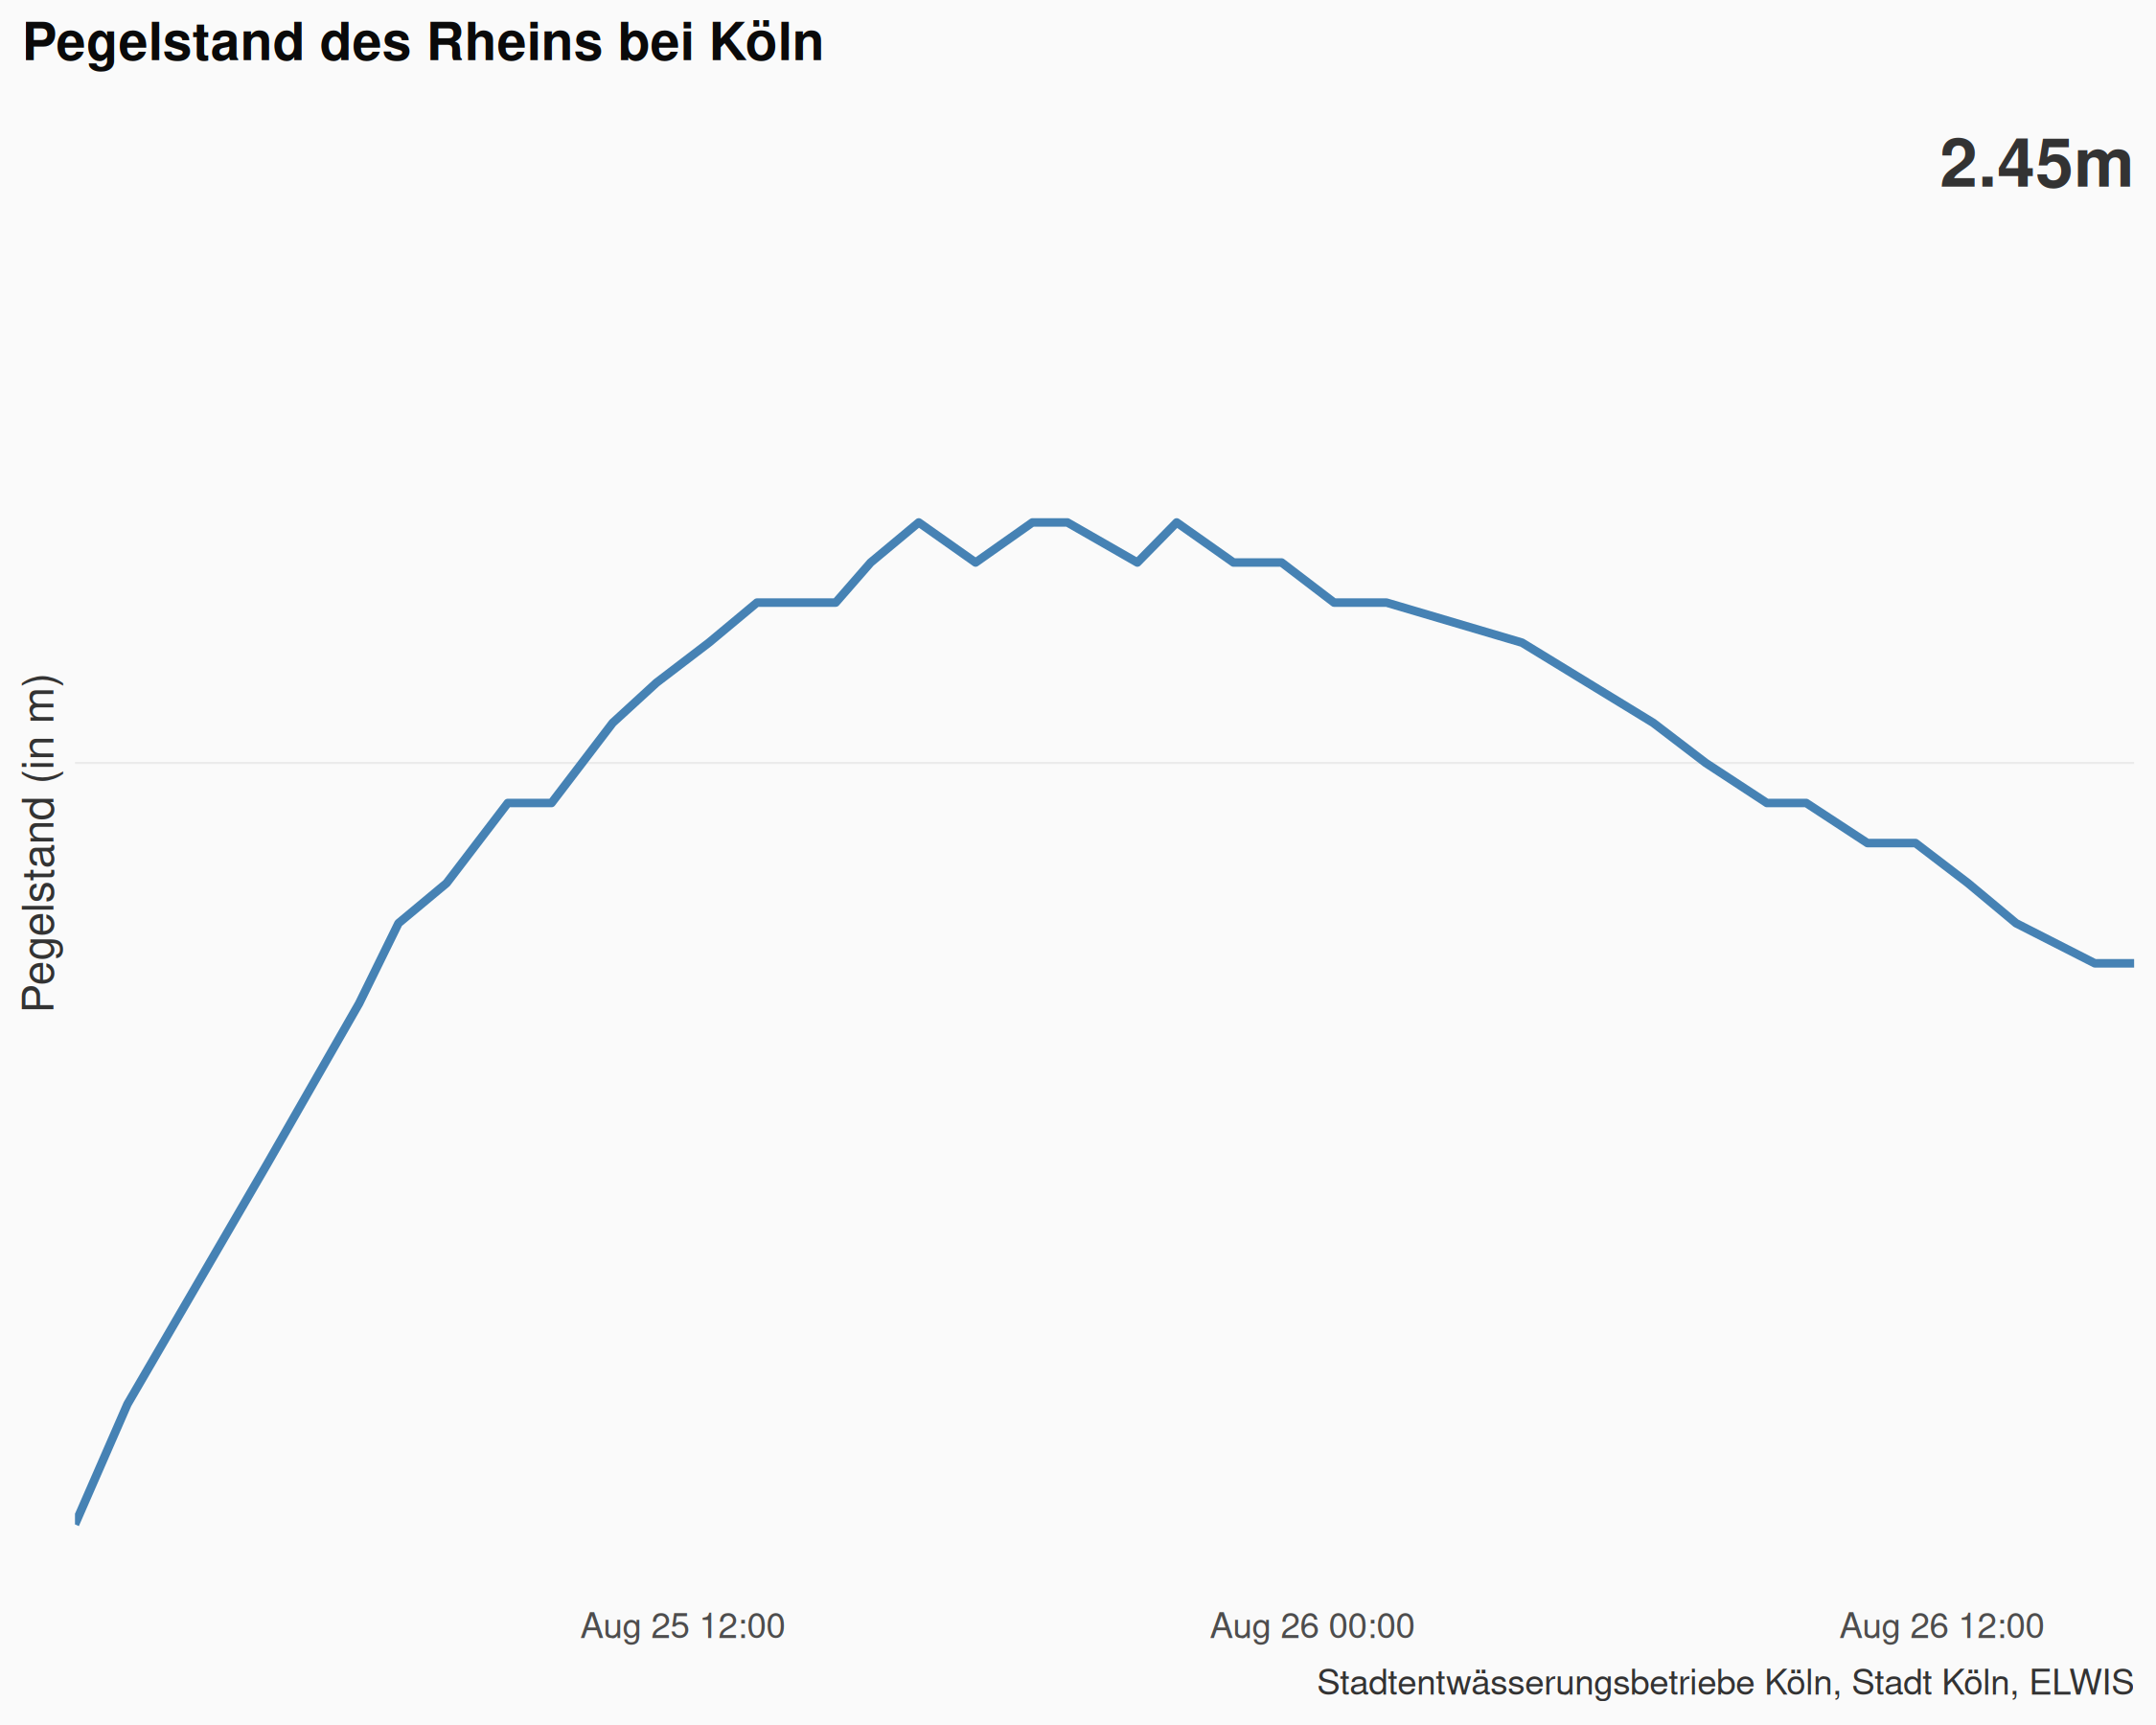 Pegelstand des Rheins bei Köln
2.45m
Pegelstand (in m)
Aug 25 12:00
Aug 26 00:00
Aug 26 12:00
Stadtentwässerungsbetriebe Köln, Stadt Köln, ELWIS